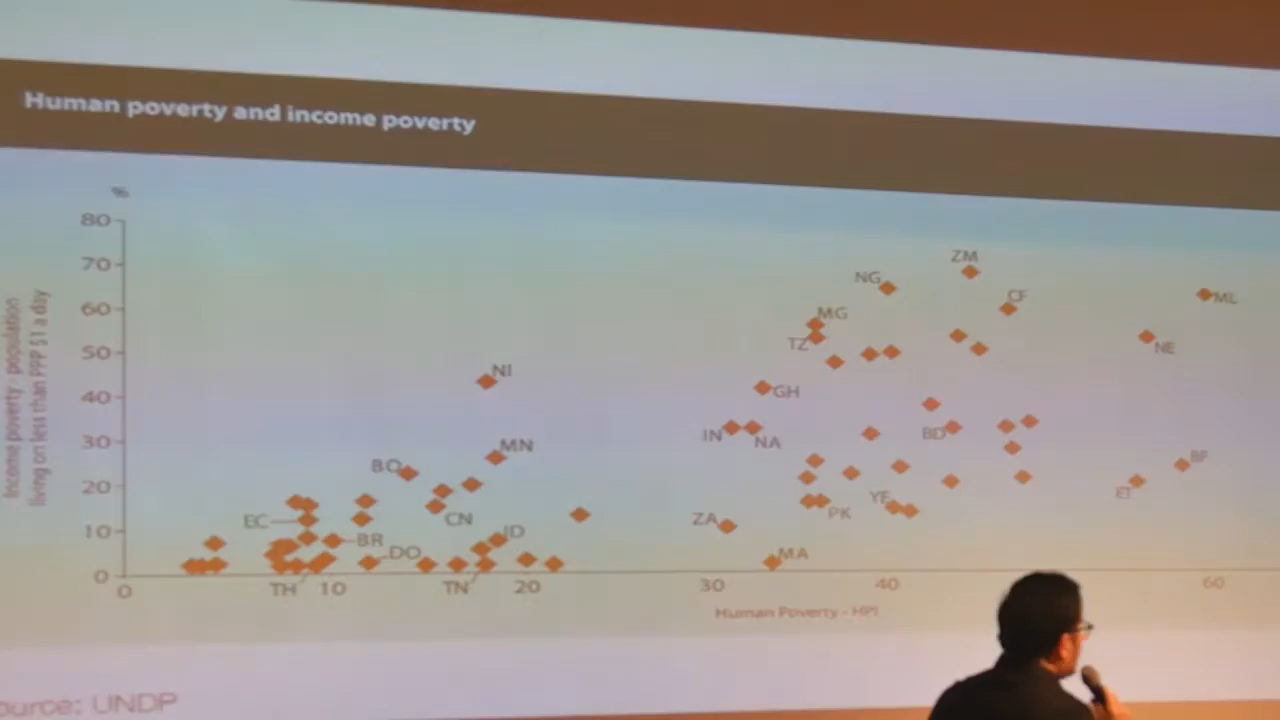 Human poverty and income poverty
%
80
70
60
50
40
30
20
10
0
Income poverty - population
living on less than PPP $1 a day
ZM
NG
CF
ML
MG
TZ
NE
NI
GH
IN
NA
BD
MN
BO
BF
ET
CN
YE
PK
EC
ZA
ID
BR
DO
MA
TH
TN
0 10 20 30 40 60
Human Poverty - HPI
ource: UNDP